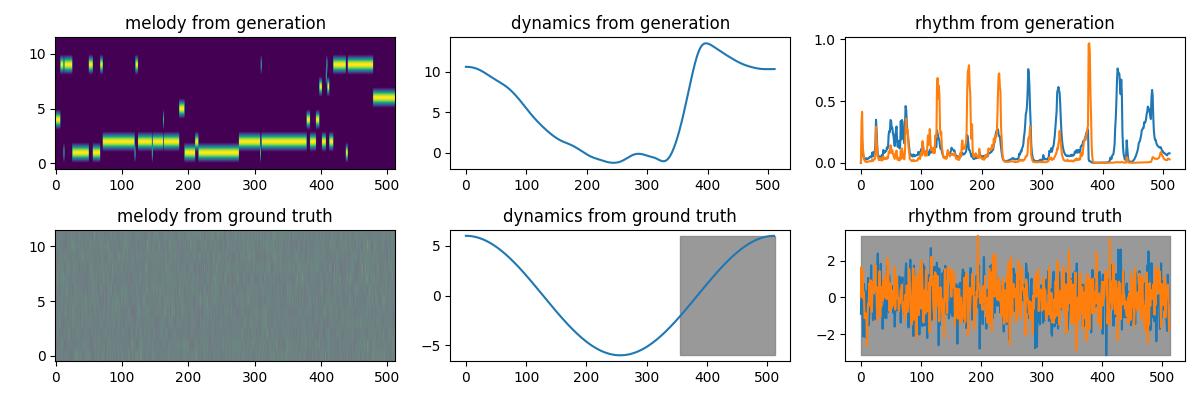 melody from generation
dynamics from generation
rhythm from generation
10
5
0
0 100 200 300 400 500
10
5
0
0 100 200 300 400 500
1.0
0.5
0.0
0 100 200 300 400 500
melody from ground truth
dynamics from ground truth
rhythm from ground truth
10
5
0
0 100 200 300 400 500
5
0
−5
0 100 200 300 400 500
2
0
−2
0 100 200 300 400 500